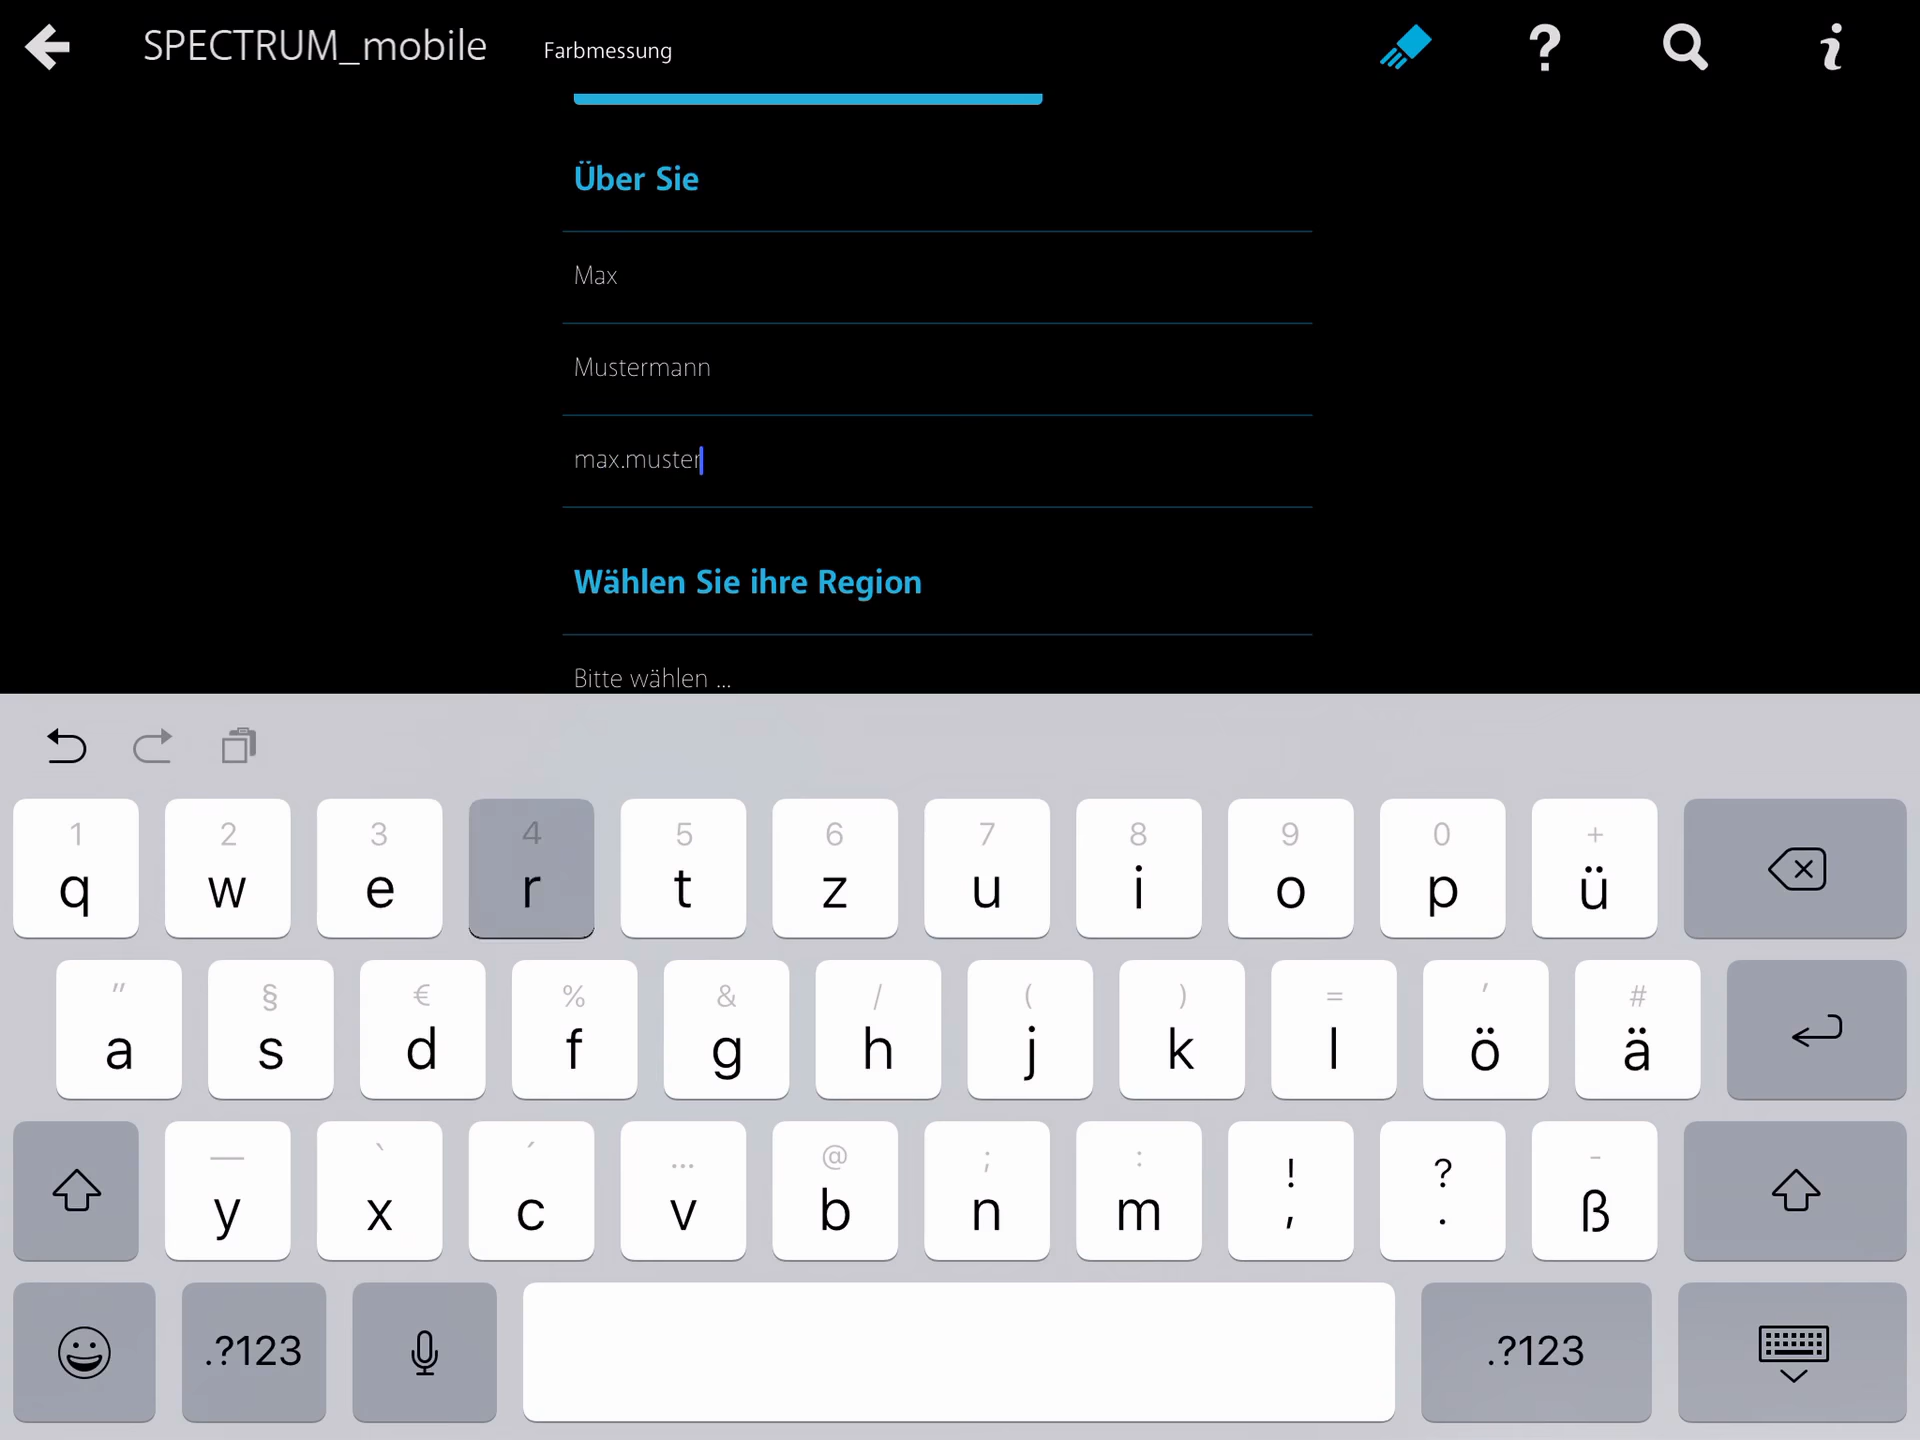 SPECTRUM_mobile Farbmessung
Über Sie
Max
Mustermann
max.muster
Wählen Sie ihre Region
Bitte wählen ...
1 2 3 4 5 6 7 8 9 0 +
q w e r t z u i o p ü
" § € % & / ( ) = ' #
a s d f g h j k l ö ä
— ` ´ ... @ ; : ! ? -
y x c v b n m , . ß
.?123 .?123